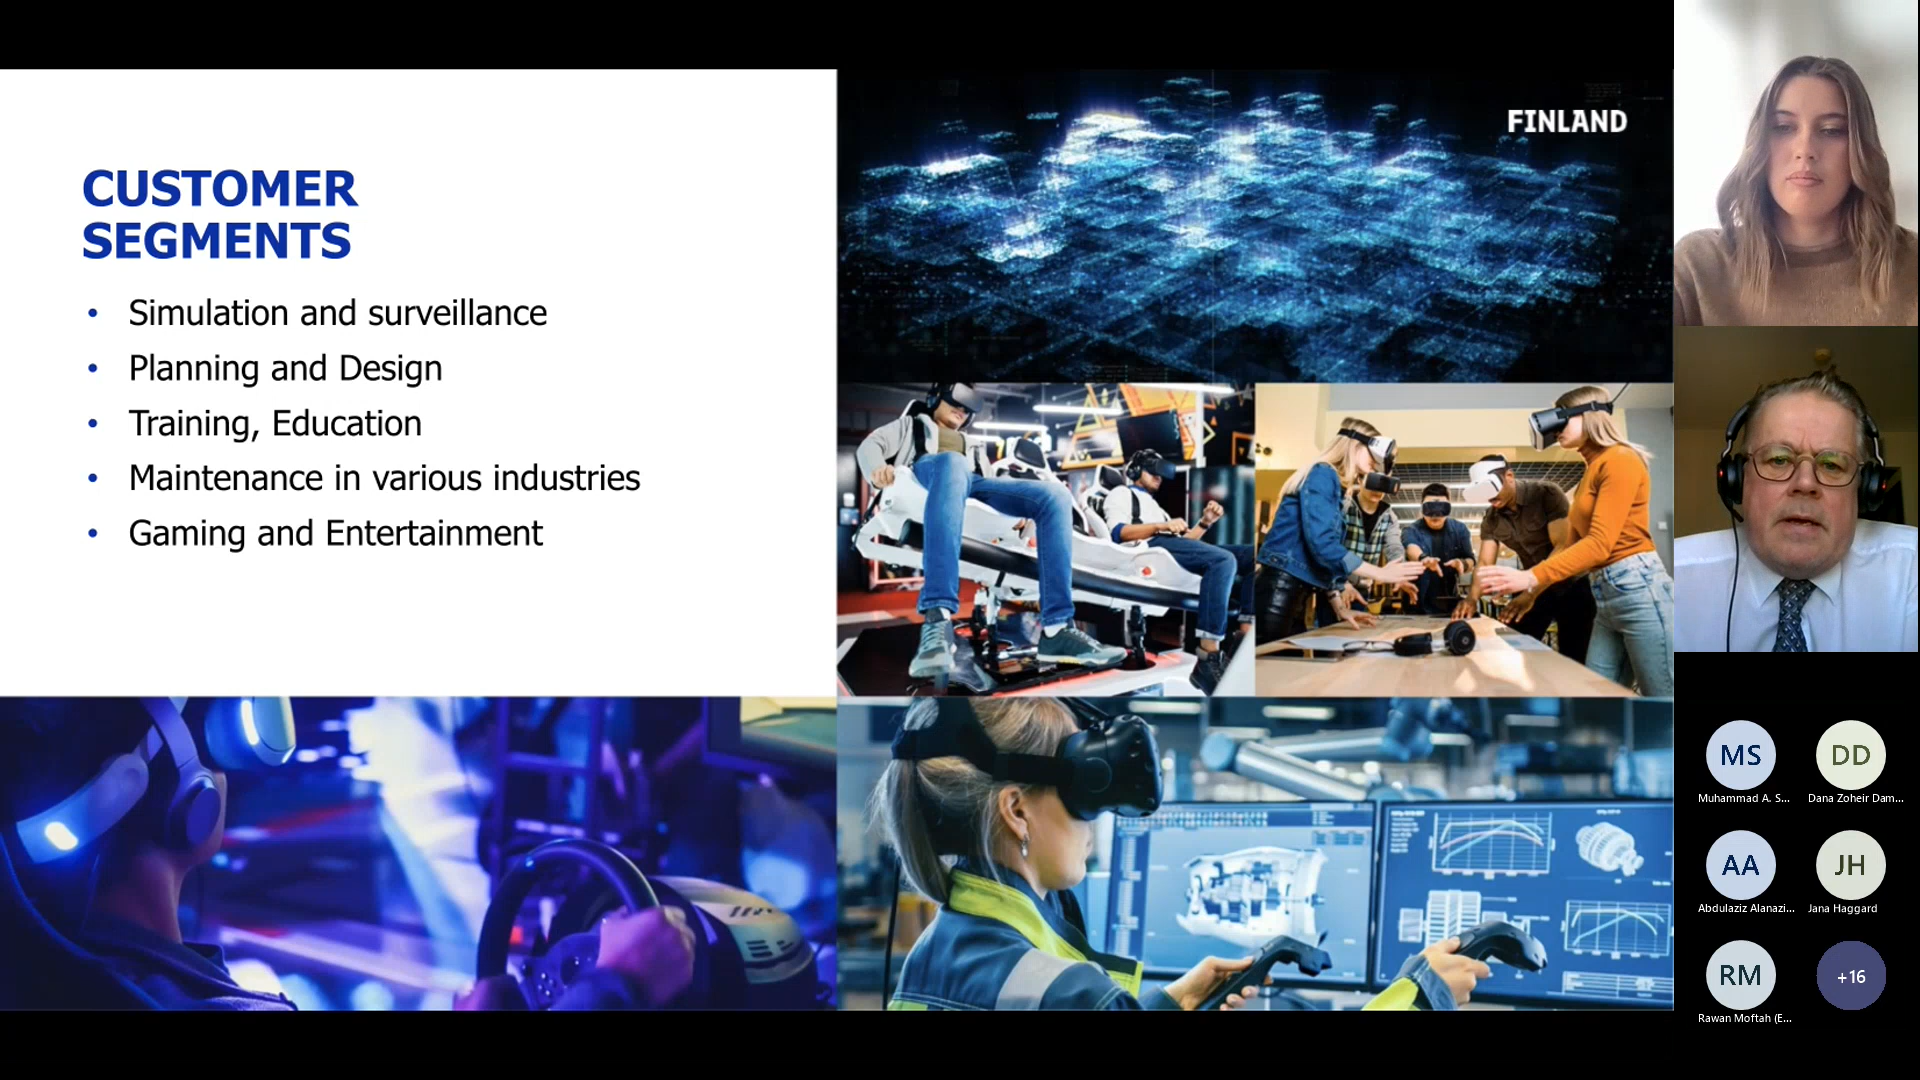 FINLAND
CUSTOMER
SEGMENTS
• Simulation and surveillance
• Planning and Design
• Training, Education
• Maintenance in various industries
• Gaming and Entertainment
MS
DD
Muhammad A. S...
Dana Zoheir Dam...
AA
JH
Abdulaziz Alanazi...
Jana Haggard
RM
+16
Rawan Moftah (E...